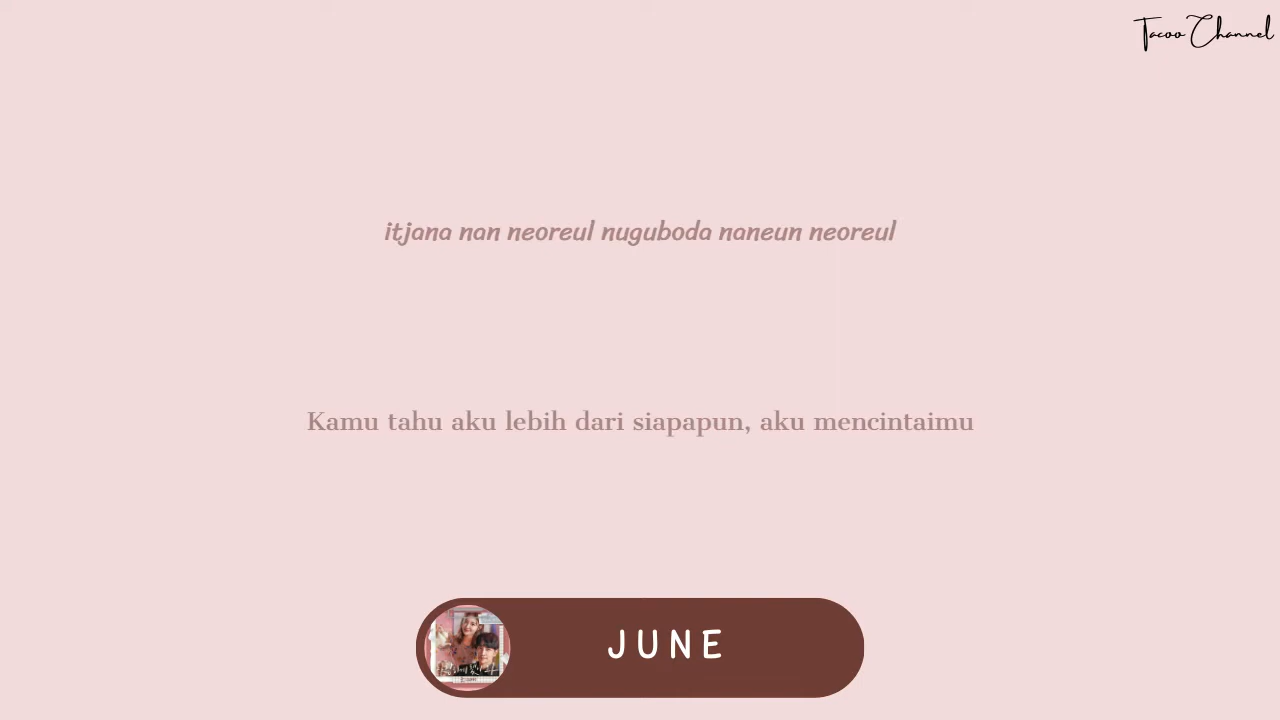 Tacoo Channel
itjana nan neoreul nuguboda naneun neoreul
Kamu tahu aku lebih dari siapapun, aku mencintaimu
JUNE